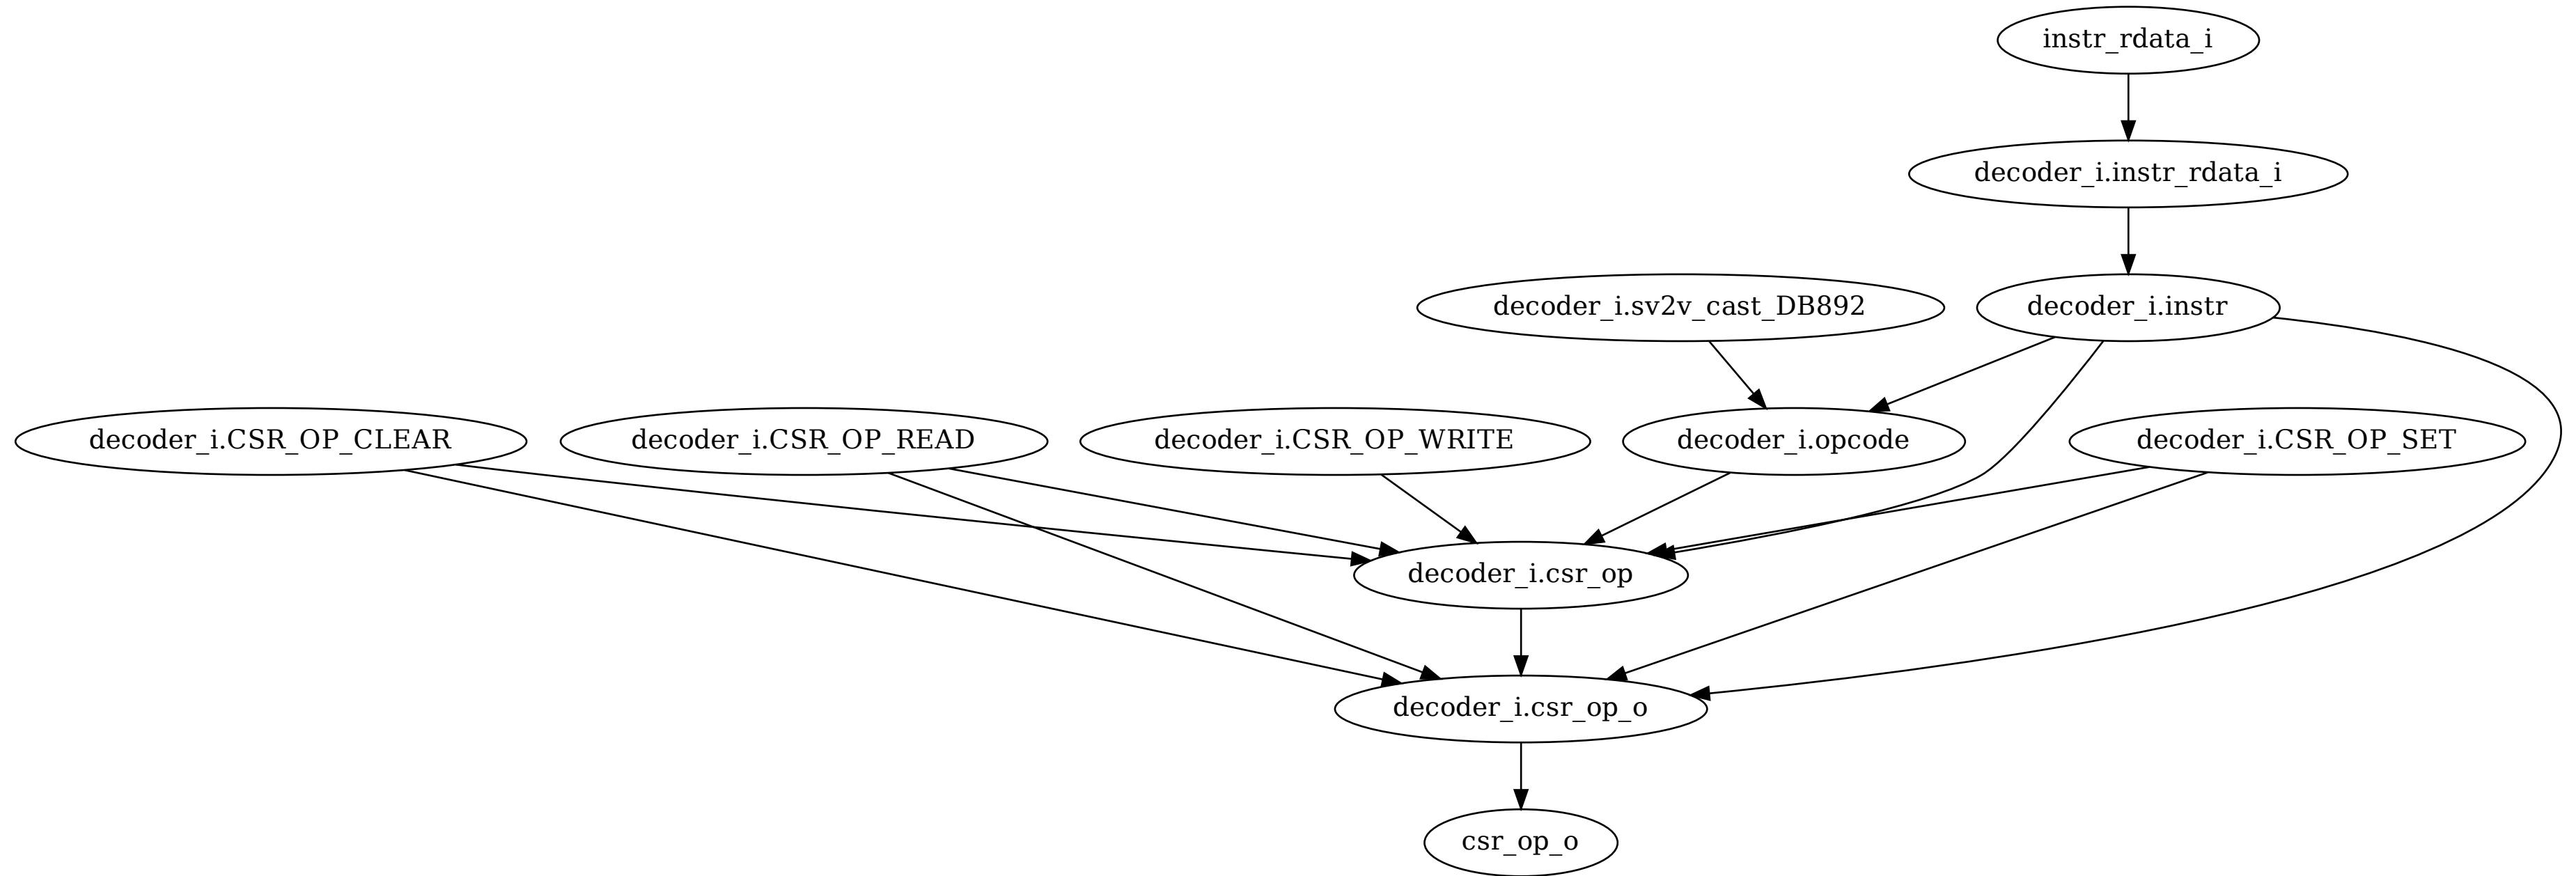 instr_rdata_i
decoder_i.instr_rdata_i
decoder_i.sv2v_cast_DB892
decoder_i.instr
decoder_i.CSR_OP_CLEAR
decoder_i.CSR_OP_READ
decoder_i.CSR_OP_WRITE
decoder_i.opcode
decoder_i.CSR_OP_SET
decoder_i.csr_op
decoder_i.csr_op_o
csr_op_o